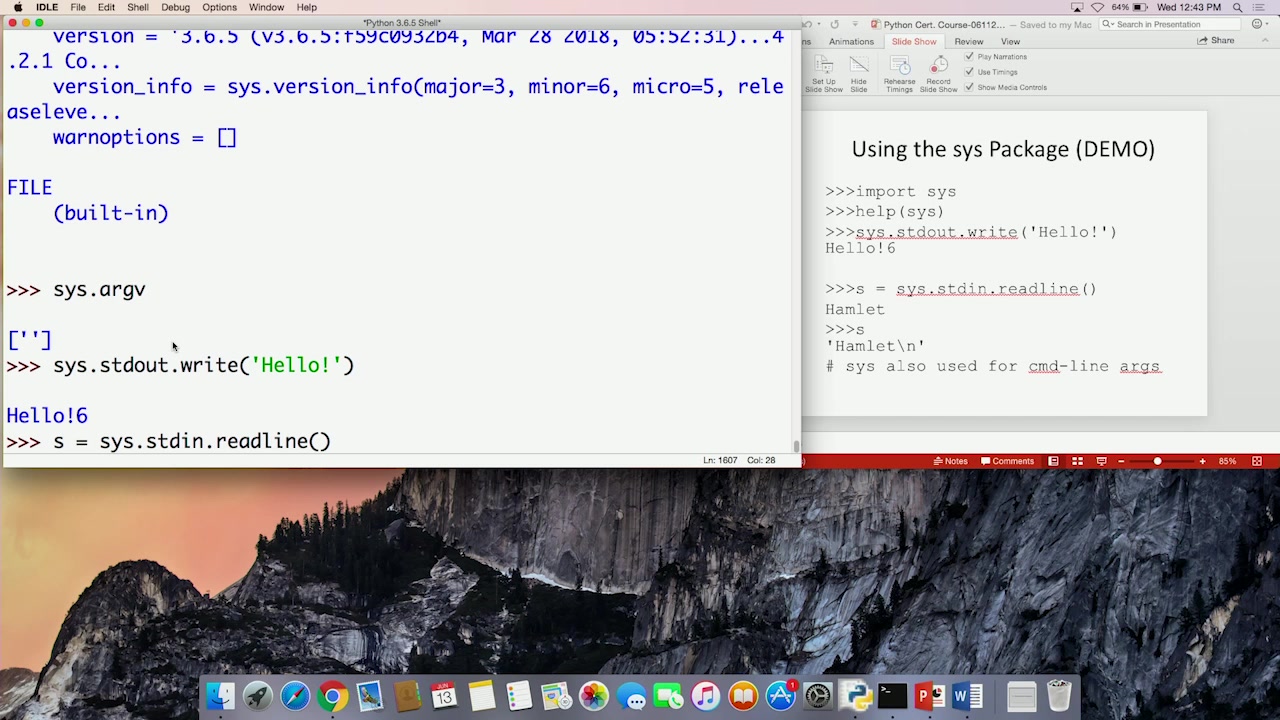 IDLE File Edit Shell Debug Options Window Help
64% Wed 12:43 PM
*Python 3.6.5 Shell*
version = '3.6.5 (v3.6.5:f59c0932b4, Mar 28 2018, 05:52:31)...4
.2.1 Co...
version_info = sys.version_info(major=3, minor=6, micro=5, rele
aseleve...
warnoptions = []
FILE
(built-in)
>>> sys.argv
['']
>>> sys.stdout.write('Hello!')
Hello!6
>>> s = sys.stdin.readline()
Ln: 1607 Col: 28
Python Cert. Course-06112... — Saved to my Mac
Search in Presentation
ns Animations Slide Show Review View
Share
Set Up
Slide Show
Hide
Slide
Rehearse
Timings
Record
Slide Show
Play Narrations
Use Timings
Show Media Controls
Using the sys Package (DEMO)
>>>import sys
>>>help(sys)
>>>sys.stdout.write('Hello!')
Hello!6
>>>s = sys.stdin.readline()
Hamlet
>>>s
'Hamlet\n'
# sys also used for cmd-line args
Notes Comments
85%
JUN
13
1